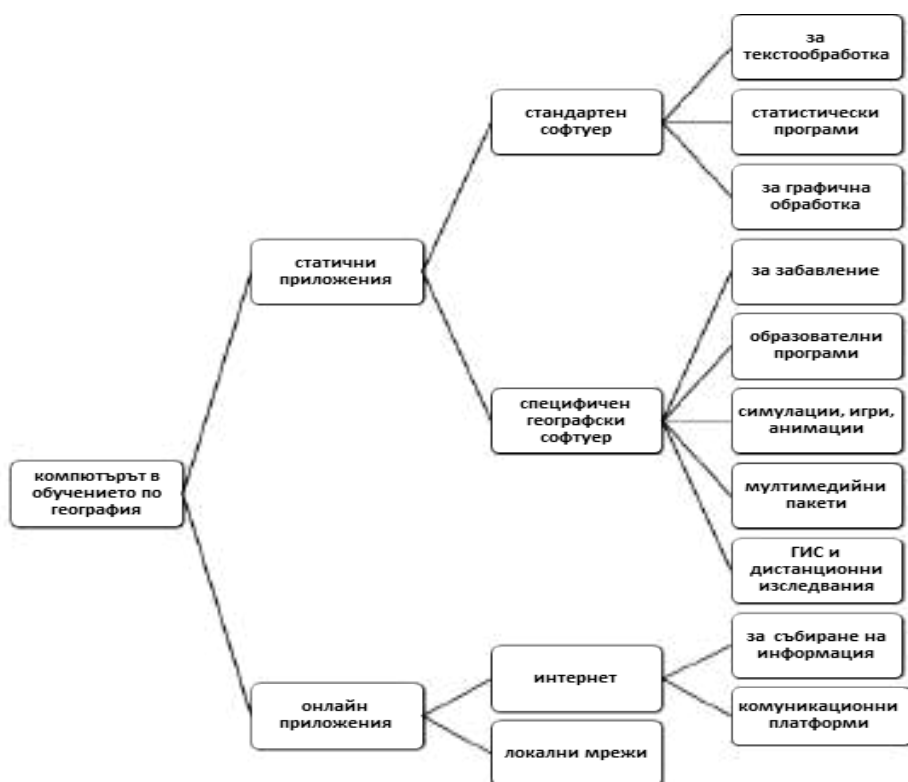 за
текстообработка
стандартен
софтуер
статистически
програми
за графична
обработка
статични
приложения
за забавление
образователни
програми
специфичен
географски
софтуер
симулации, игри,
анимации
компютърът в
обучението по
география
мултимедийни
пакети
ГИС и
дистанционни
изследвания
онлайн
приложения
интернет
за събиране на
информация
комуникационни
платформи
локални мрежи